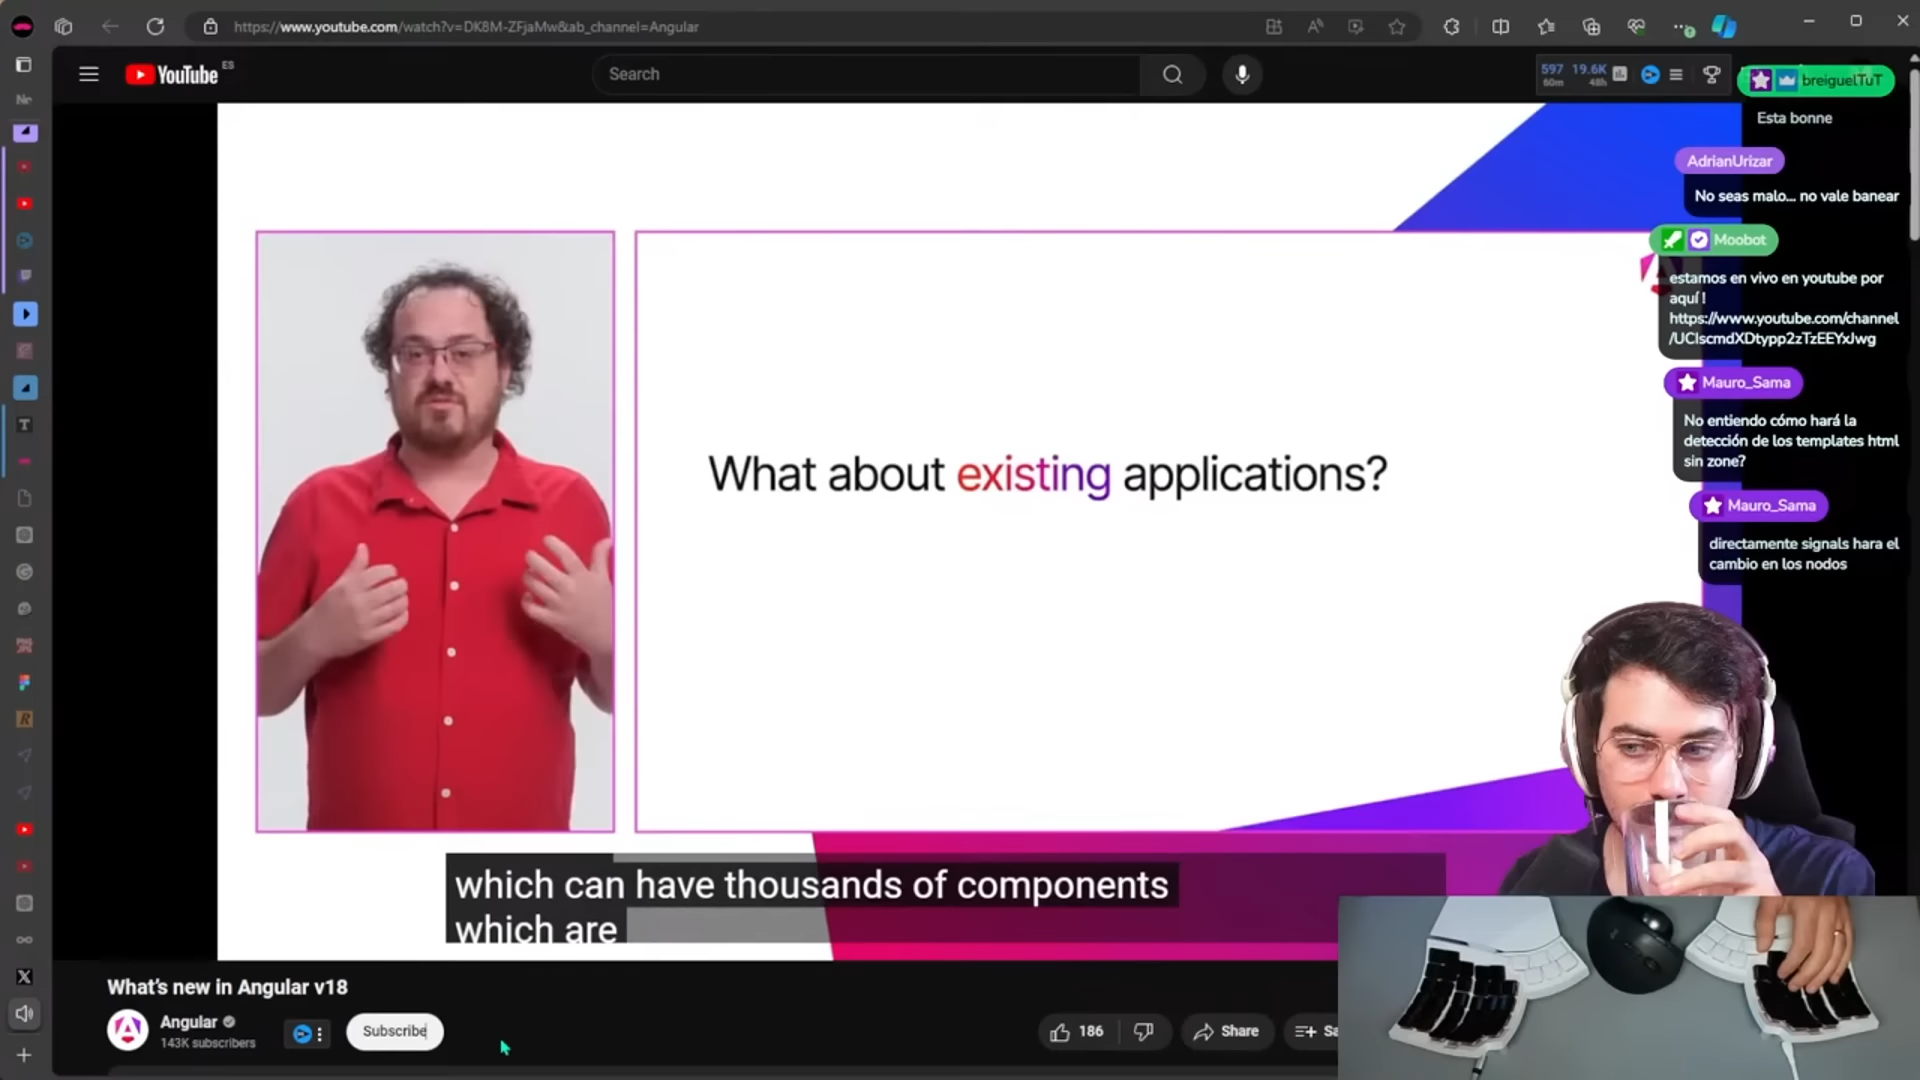 https://www.youtube.com/watch?v=DK8M-ZFjaMw&ab_channel=Angular
YouTube ES
Search
597 19.6K
60m 48h
breiguelTuT
Esta bonne
AdrianUrizar
No seas malo... no vale banear
Moobot
estamos en vivo en youtube por
aquí !
https://www.youtube.com/channel
/UCIscmdXDtypp2zTzEEYxJwg
Mauro_Sama
No entiendo cómo hará la
detección de los templates html
sin zone?
Mauro_Sama
directamente signals hara el
cambio en los nodos
What about existing applications?
which can have thousands of components
which are
What's new in Angular v18
Angular
143K subscribers
Subscribe
186
Share
Sa